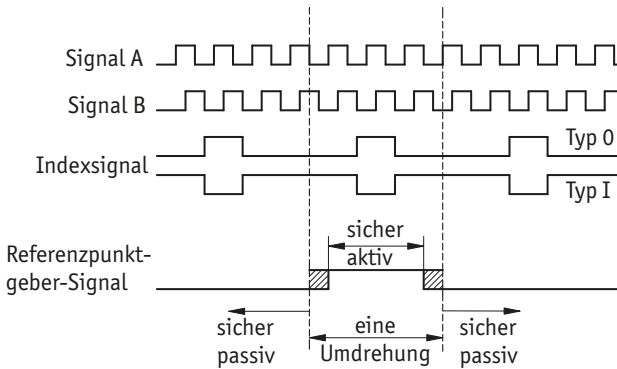 Signal A
Signal B
Typ 0
Indexsignal
Typ I
sicher
aktiv
Referenzpunkt-
geber-Signal
sicher
passiv
eine
Umdrehung
sicher
passiv